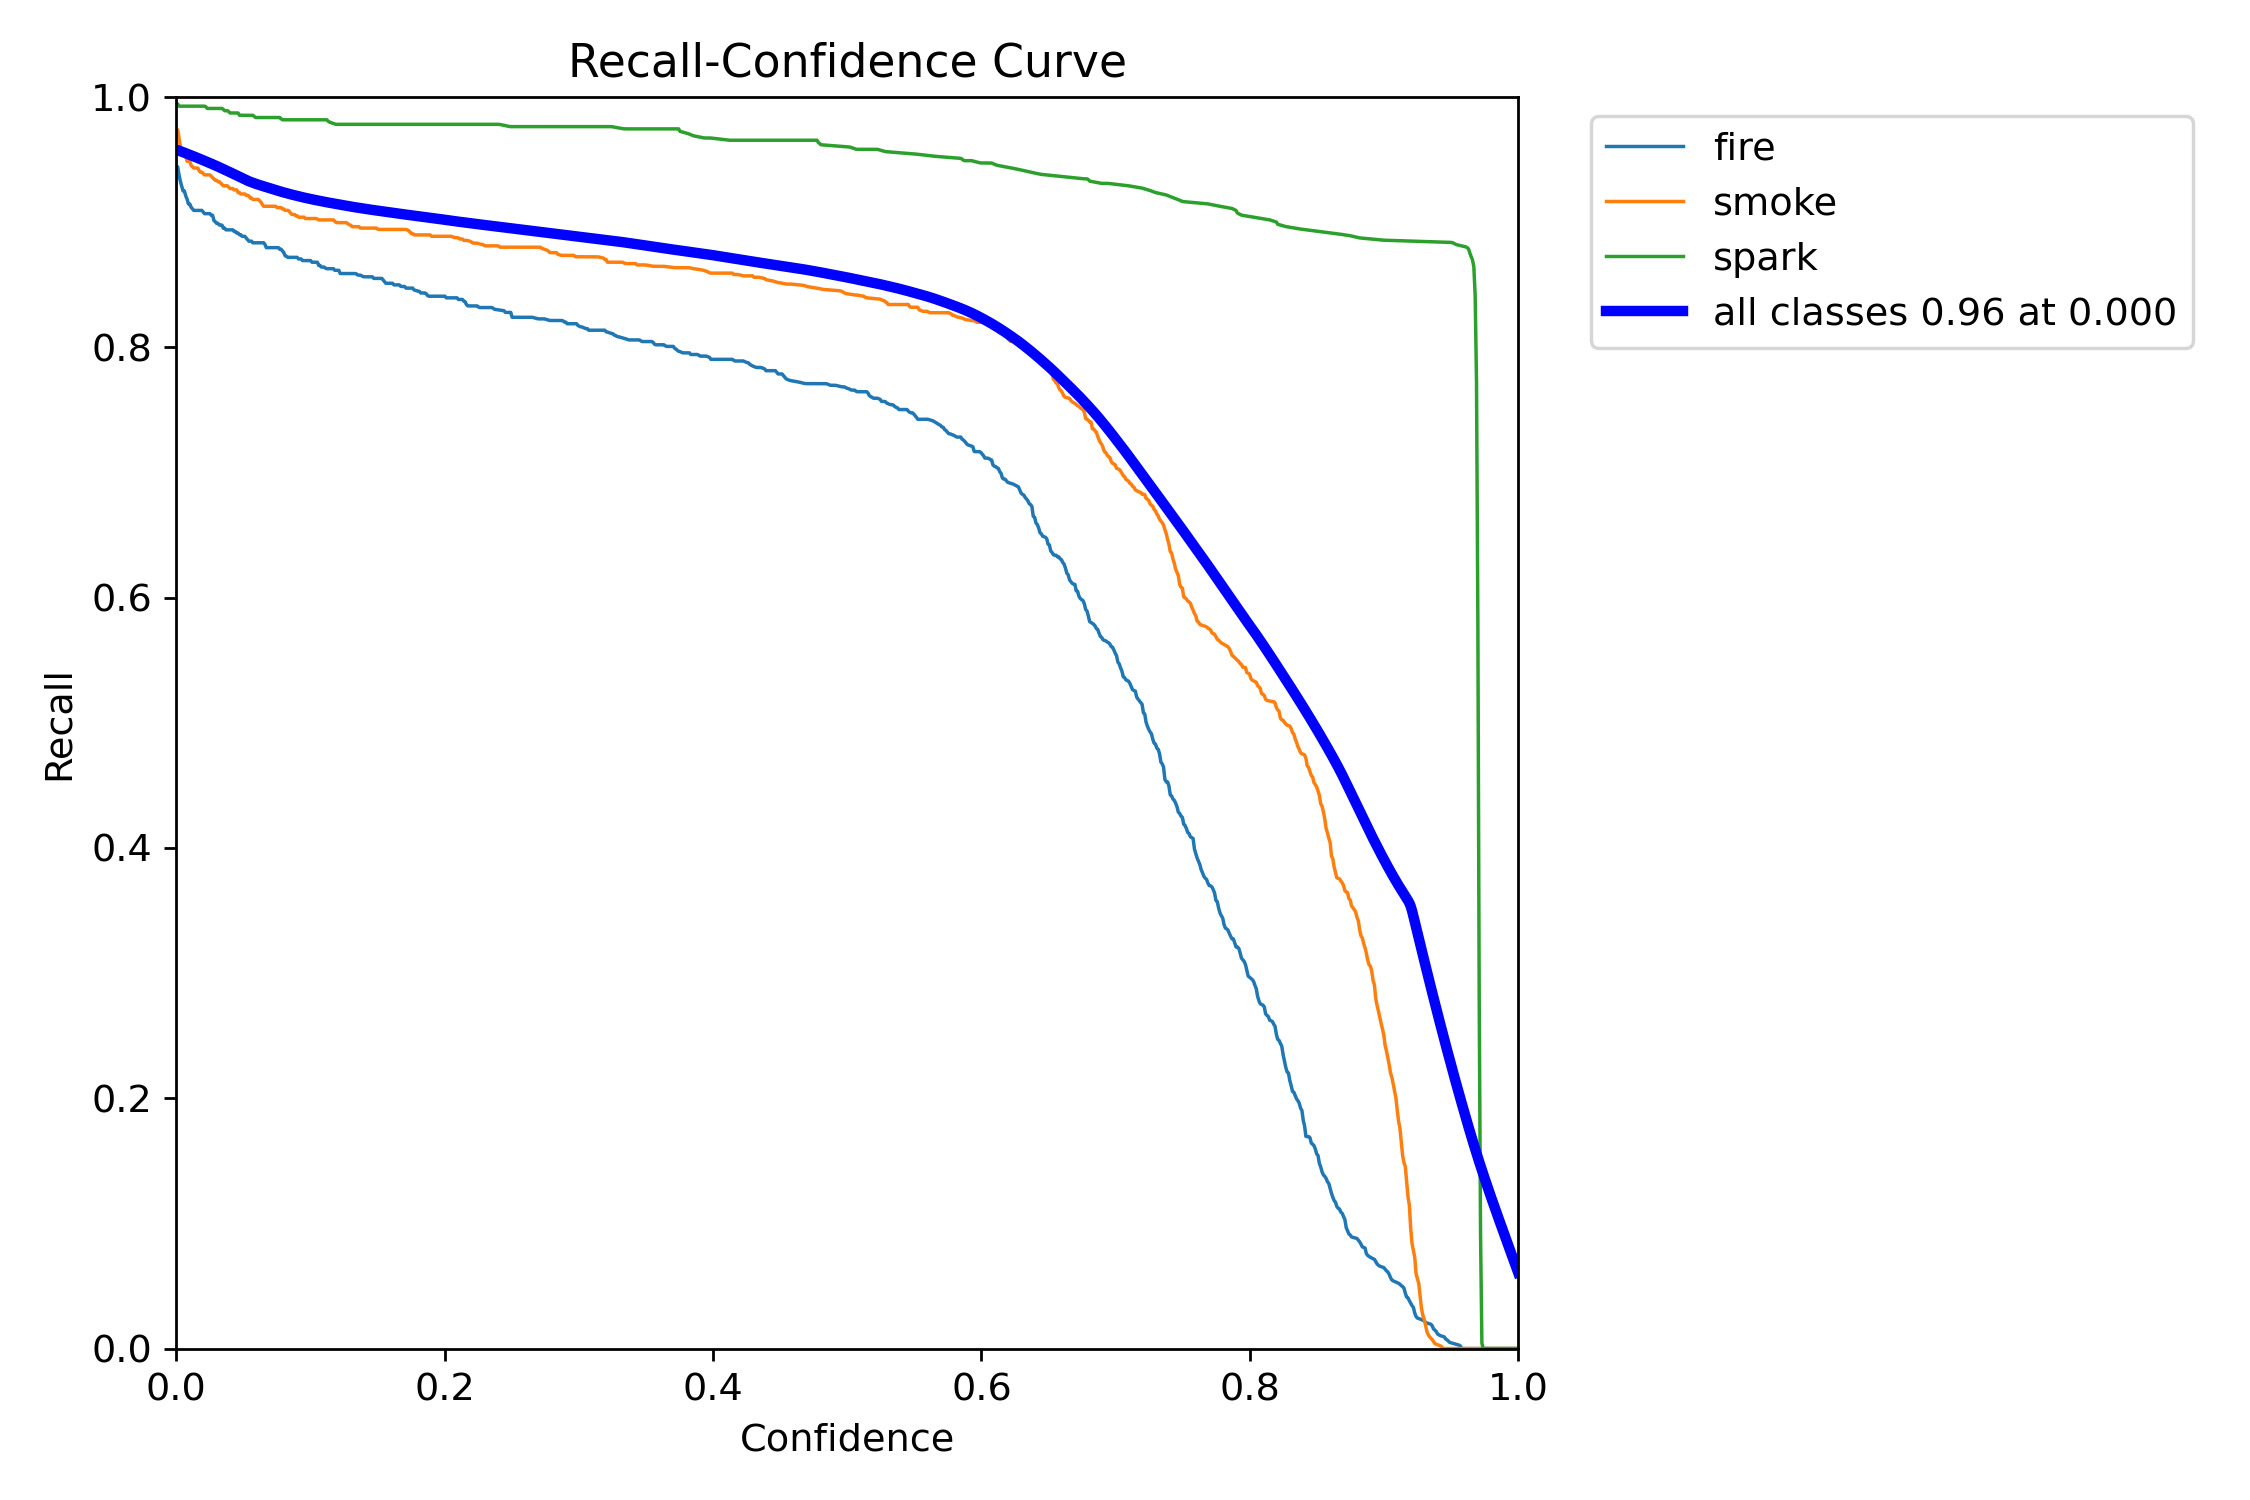 Recall-Confidence Curve
1.0
0.8
0.6
0.4
0.2
0.0
Recall
0.0 0.2 0.4 0.6 0.8 1.0
Confidence
fire
smoke
spark
all classes 0.96 at 0.000